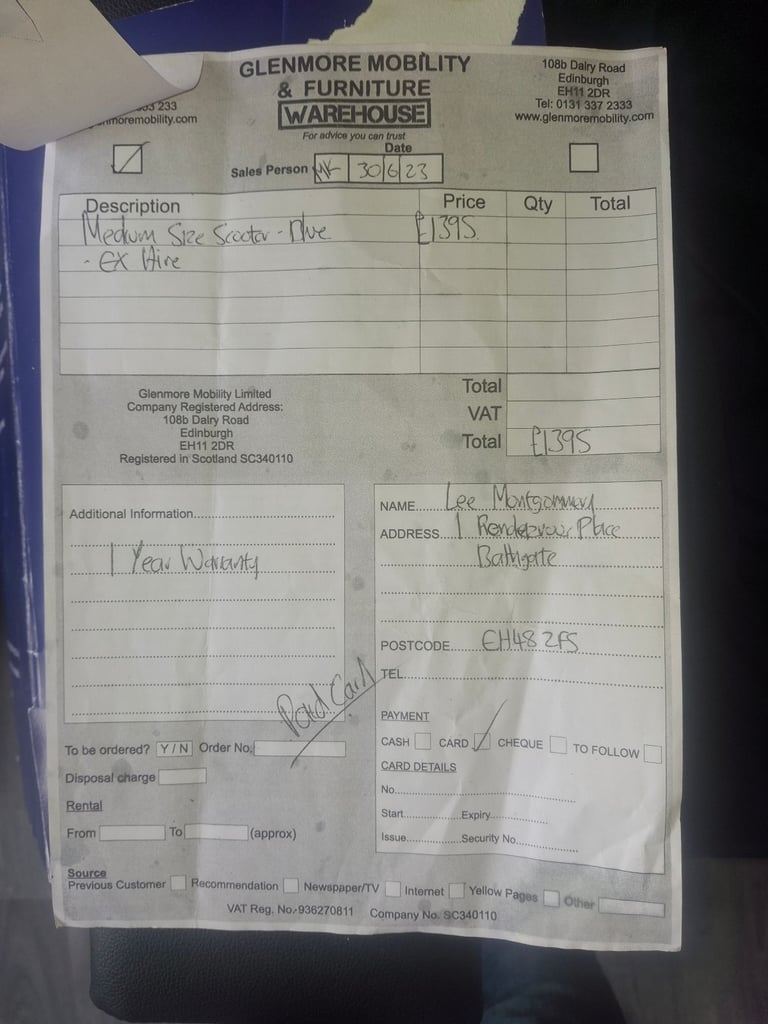 GLENMORE MOBILITY
& FURNITURE
WAREHOUSE
For advice you can trust
333 233
nmoremobility.com
108b Dalry Road
Edinburgh
EH11 2DR
Tel: 0131 337 2333
www.glenmoremobility.com
Date
Sales Person 30 6 23
Description Price Qty Total
Medium Size Scooter - Blue £1395
- EX Hire
Glenmore Mobility Limited
Company Registered Address:
108b Dalry Road
Edinburgh
EH11 2DR
Registered in Scotland SC340110
Total
VAT
Total £1395
Additional Information
1 Year Warranty
NAME Lee Montgommery
ADDRESS 1 Rendezvous Place
Bathgate
POSTCODE EH48 2FS
TEL
Paid Card
PAYMENT
CASH CARD CHEQUE TO FOLLOW
CARD DETAILS
No.
Start Expiry
Issue Security No.
To be ordered? Y / N Order No.
Disposal charge
Rental
From To (approx)
Source
Previous Customer Recommendation Newspaper/TV Internet Yellow Pages Other
VAT Reg. No.-936270811 Company No. SC340110